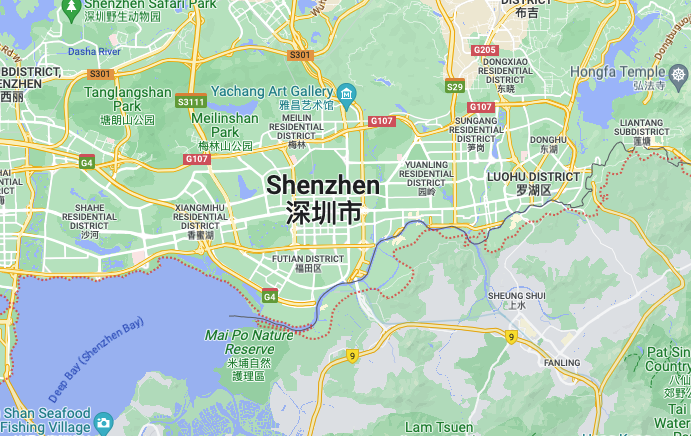 Shenzhen Safari Park
深圳野生动物园
Dasha River
S301
UBDISTRICT,
ENZHEN
西丽
Tanglangshan
Park
塘朗山公园
S3111
S301
Yachang Art Gallery
雅昌艺术馆
Meilinshan
Park
梅林山公园
MEILIN
RESIDENTIAL
DISTRICT
梅林
G107
DISTRICT
布吉
G205
DONGXIAO
RESIDENTIAL
DISTRICT
东晓
S29
G107
Dongbuguo
Hongfa Temple
弘法寺
SUNGANG
RESIDENTIAL
DISTRICT
笋岗
DONGHU
东湖
LIANTANG
SUBDISTRICT
莲塘
G4
G107
YUANLING
RESIDENTIAL
DISTRICT
园岭
LUOHU DISTRICT
罗湖区
Shenzhen
深圳市
SHAHE
RESIDENTIAL
DISTRICT
沙河
XIANGMIHU
RESIDENTIAL
DISTRICT
香蜜湖
FUTIAN DISTRICT
福田区
G4
SHEUNG SHUI
上水
Deep Bay (Shenzhen Bay)
Mai Po Nature
Reserve
米埔自然
護理區
9
9
FANLING
Pat Sin
Country
八仙
郊野公
Shan Seafood
Fishing Village
Lam Tsuen
Tai
Water